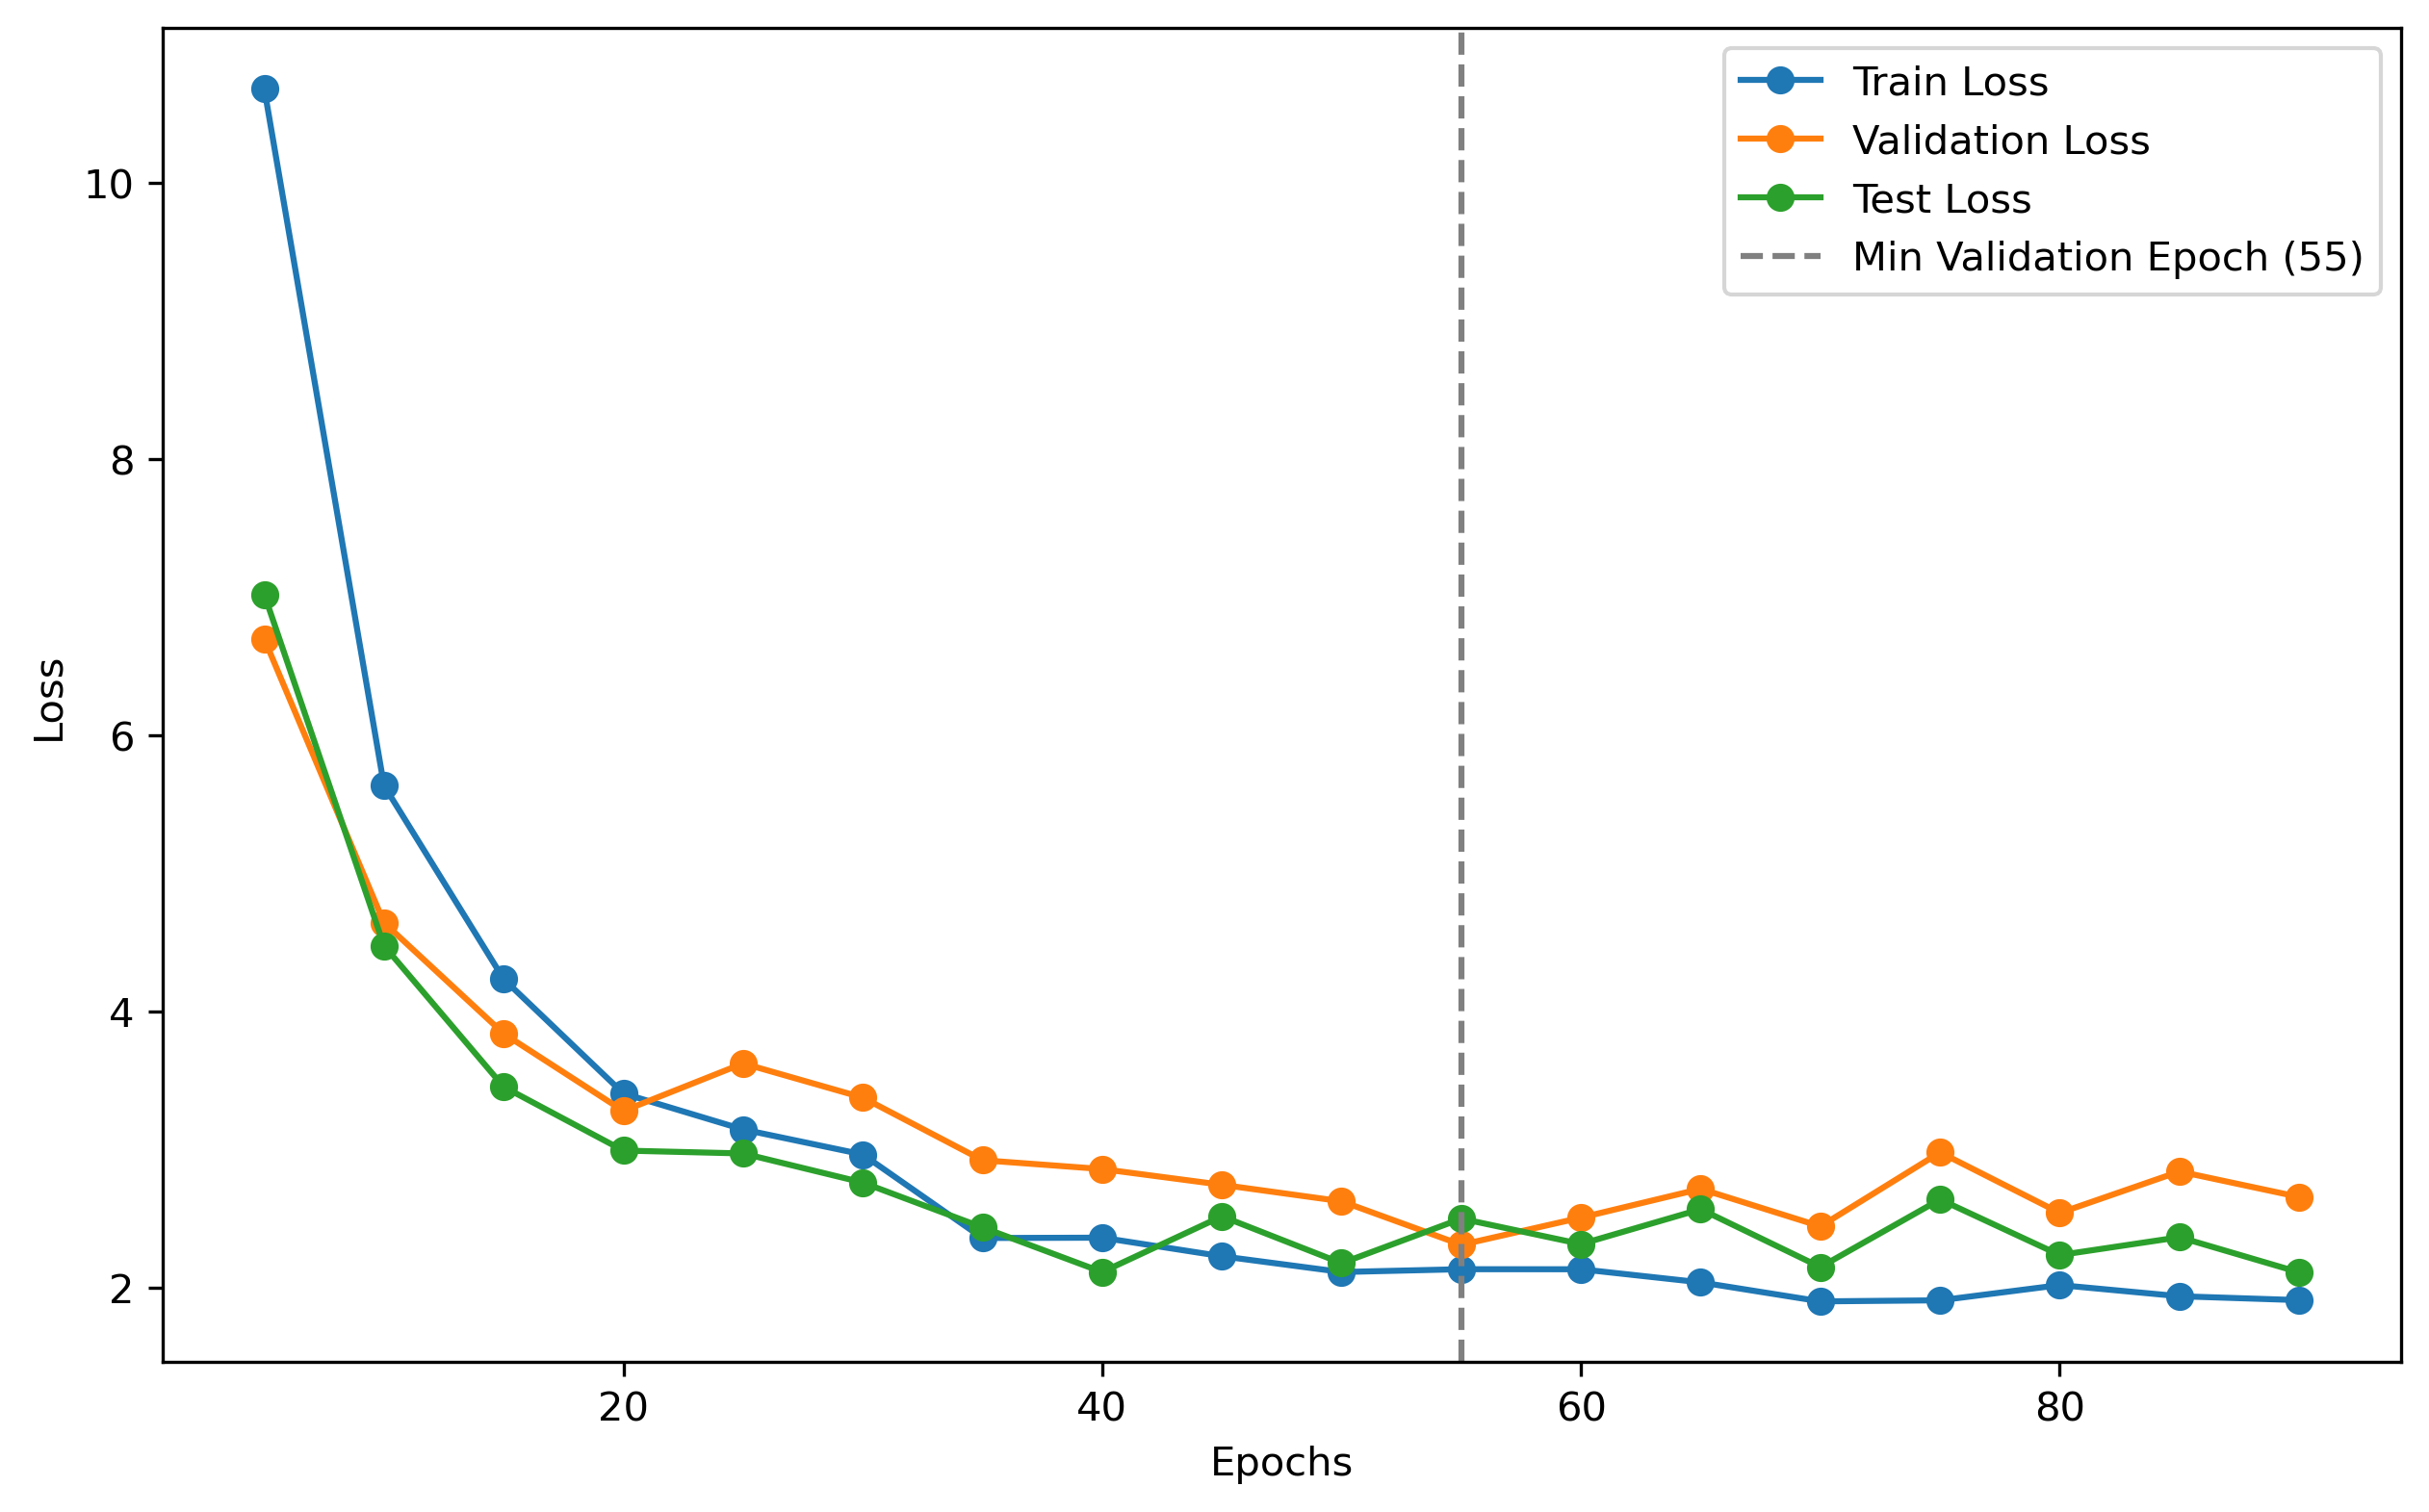 Train Loss
Validation Loss
Test Loss
Min Validation Epoch (55)
10
8
6
4
2
Loss
20 40 60 80
Epochs